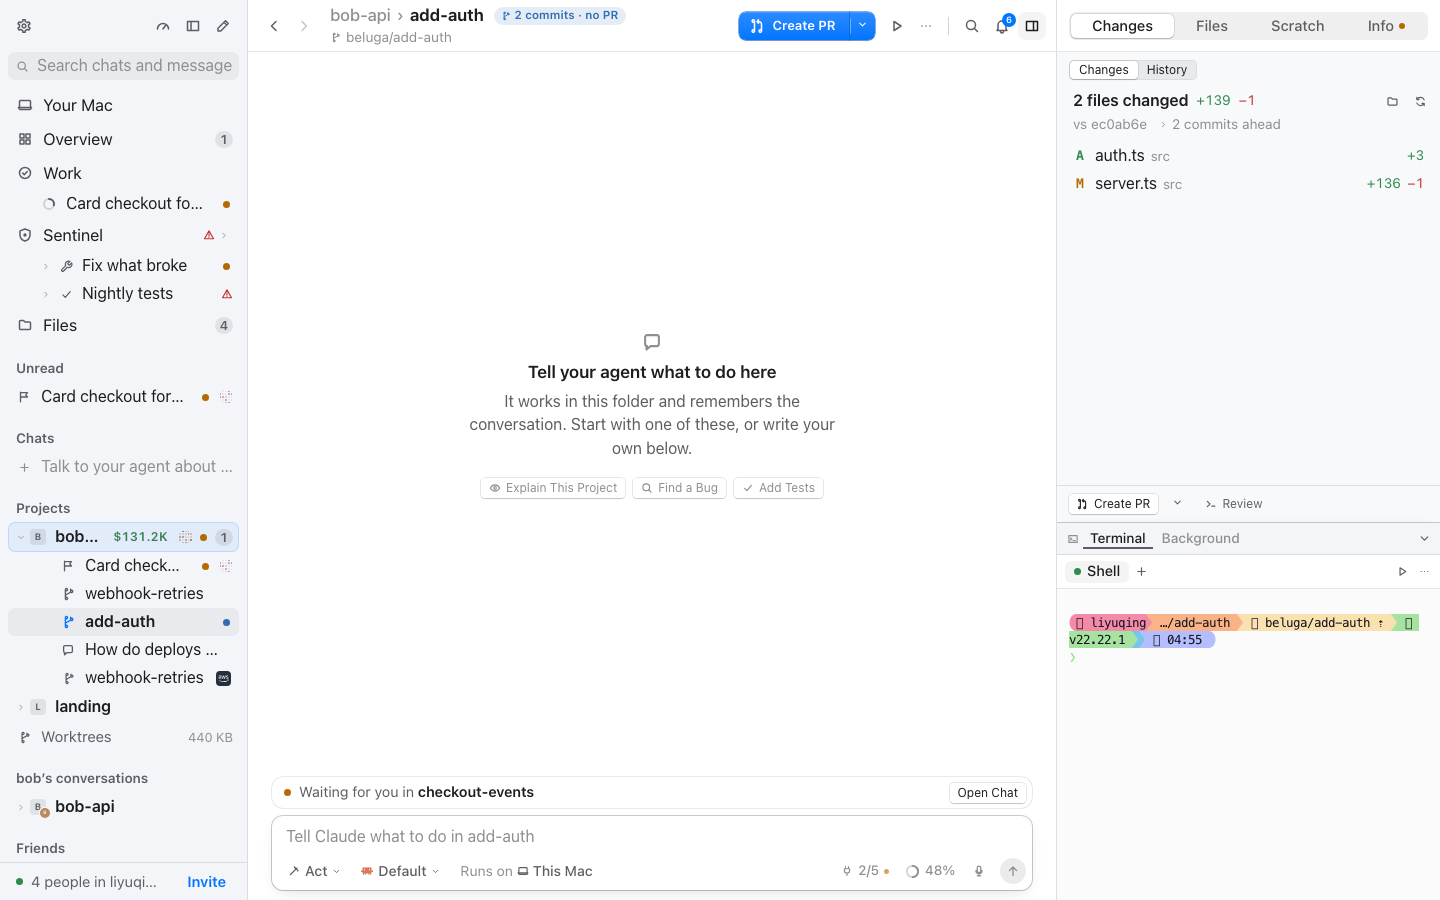 Search chats and message
Your Mac
Overview 1
Work
Card checkout fo...
Sentinel
Fix what broke
Nightly tests
Files 4
Unread
Card checkout for...
Chats
Talk to your agent about ...
Projects
B bob... $131.2K 1
Card check...
webhook-retries
add-auth
How do deploys ...
webhook-retries aws
L landing
Worktrees 440 KB
bob's conversations
B bob-api
Friends
4 people in liyuqi... Invite
bob-api › add-auth 2 commits · no PR
beluga/add-auth
Create PR
6
Tell your agent what to do here
It works in this folder and remembers the
conversation. Start with one of these, or write your
own below.
Explain This Project Find a Bug Add Tests
Waiting for you in checkout-events Open Chat
Tell Claude what to do in add-auth
Act Default Runs on This Mac 2/5 48%
Changes Files Scratch Info
Changes History
2 files changed +139 −1
vs ec0ab6e › 2 commits ahead
A auth.ts src +3
M server.ts src +136 −1
Create PR Review
Terminal Background
Shell +
liyuqing …/add-auth beluga/add-auth ↑
v22.22.1 04:55
❯